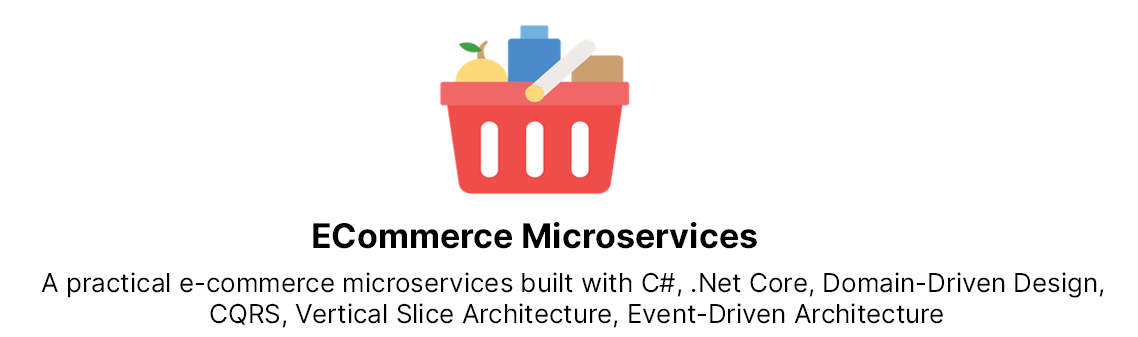 ECommerce Microservices
A practical e-commerce microservices built with C#, .Net Core, Domain-Driven Design,
CQRS, Vertical Slice Architecture, Event-Driven Architecture